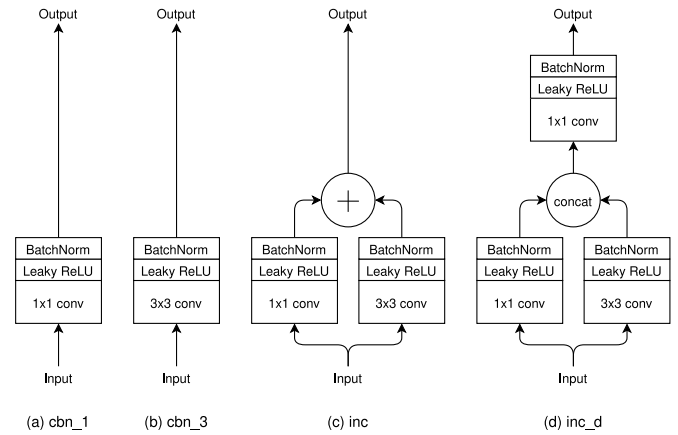 Output Output Output Output
BatchNorm
Leaky ReLU
1x1 conv
concat
BatchNorm BatchNorm BatchNorm BatchNorm BatchNorm BatchNorm
Leaky ReLU Leaky ReLU Leaky ReLU Leaky ReLU Leaky ReLU Leaky ReLU
1x1 conv 3x3 conv 1x1 conv 3x3 conv 1x1 conv 3x3 conv
Input Input Input Input
(a) cbn_1 (b) cbn_3 (c) inc (d) inc_d